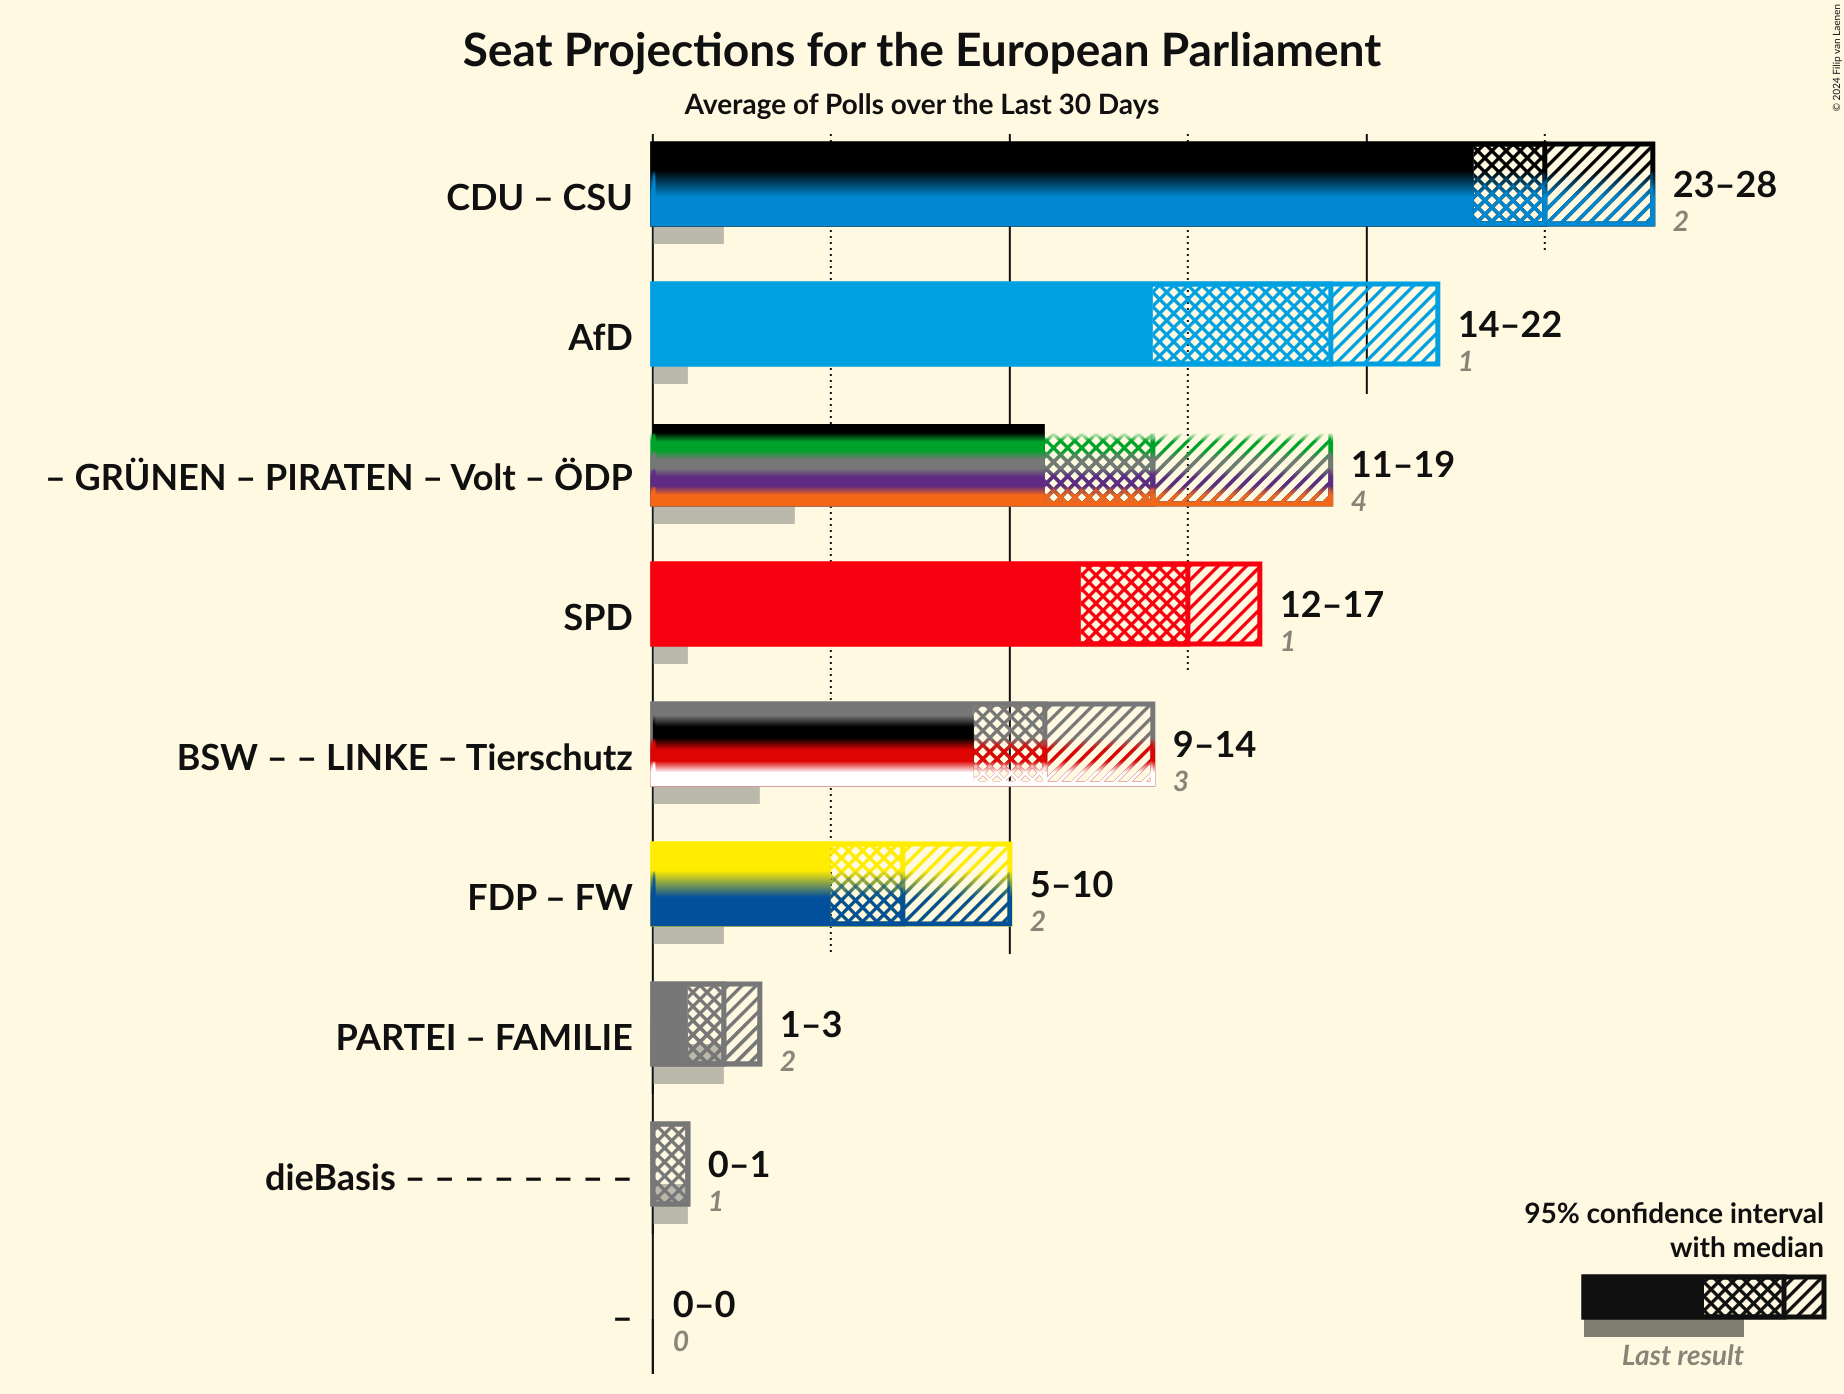 Seat Projections for the European Parliament
Average of Polls over the Last 30 Days
© 2024 Filip van Laenen
CDU – CSU
23–28
2
AfD
14–22
1
– GRÜNEN – PIRATEN – Volt – ÖDP
11–19
4
SPD
12–17
1
BSW – – LINKE – Tierschutz
9–14
3
FDP – FW
5–10
2
PARTEI – FAMILIE
1–3
2
dieBasis – – – – – – – –
0–1
1
–
0–0
0
95% confidence interval
with median
Last result